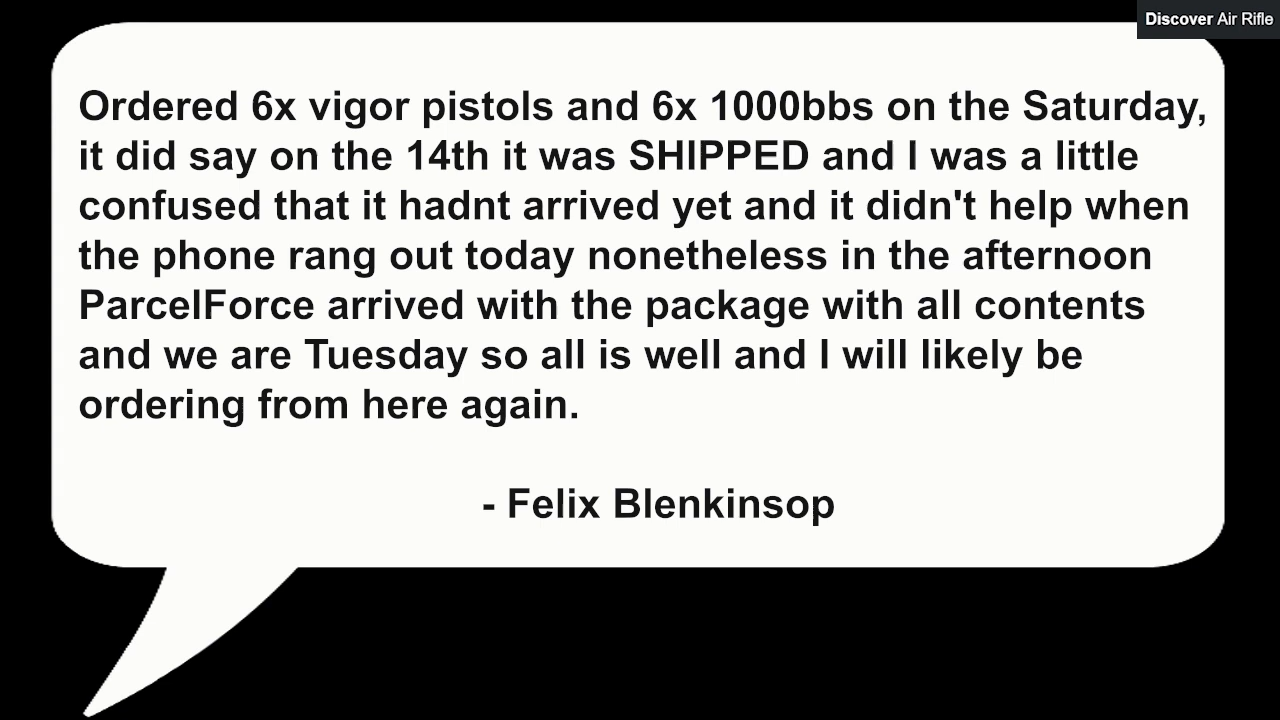 Discover Air Rifle
Ordered 6x vigor pistols and 6x 1000bbs on the Saturday,
it did say on the 14th it was SHIPPED and I was a little
confused that it hadnt arrived yet and it didn't help when
the phone rang out today nonetheless in the afternoon
ParcelForce arrived with the package with all contents
and we are Tuesday so all is well and I will likely be
ordering from here again.
- Felix Blenkinsop